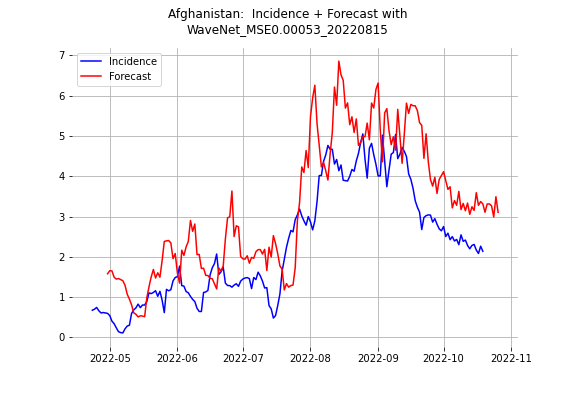 Afghanistan:  Incidence + Forecast with
WaveNet_MSE0.00053_20220815
Incidence
Forecast
7
6
5
4
3
2
1
0
2022-05 2022-06 2022-07 2022-08 2022-09 2022-10 2022-11